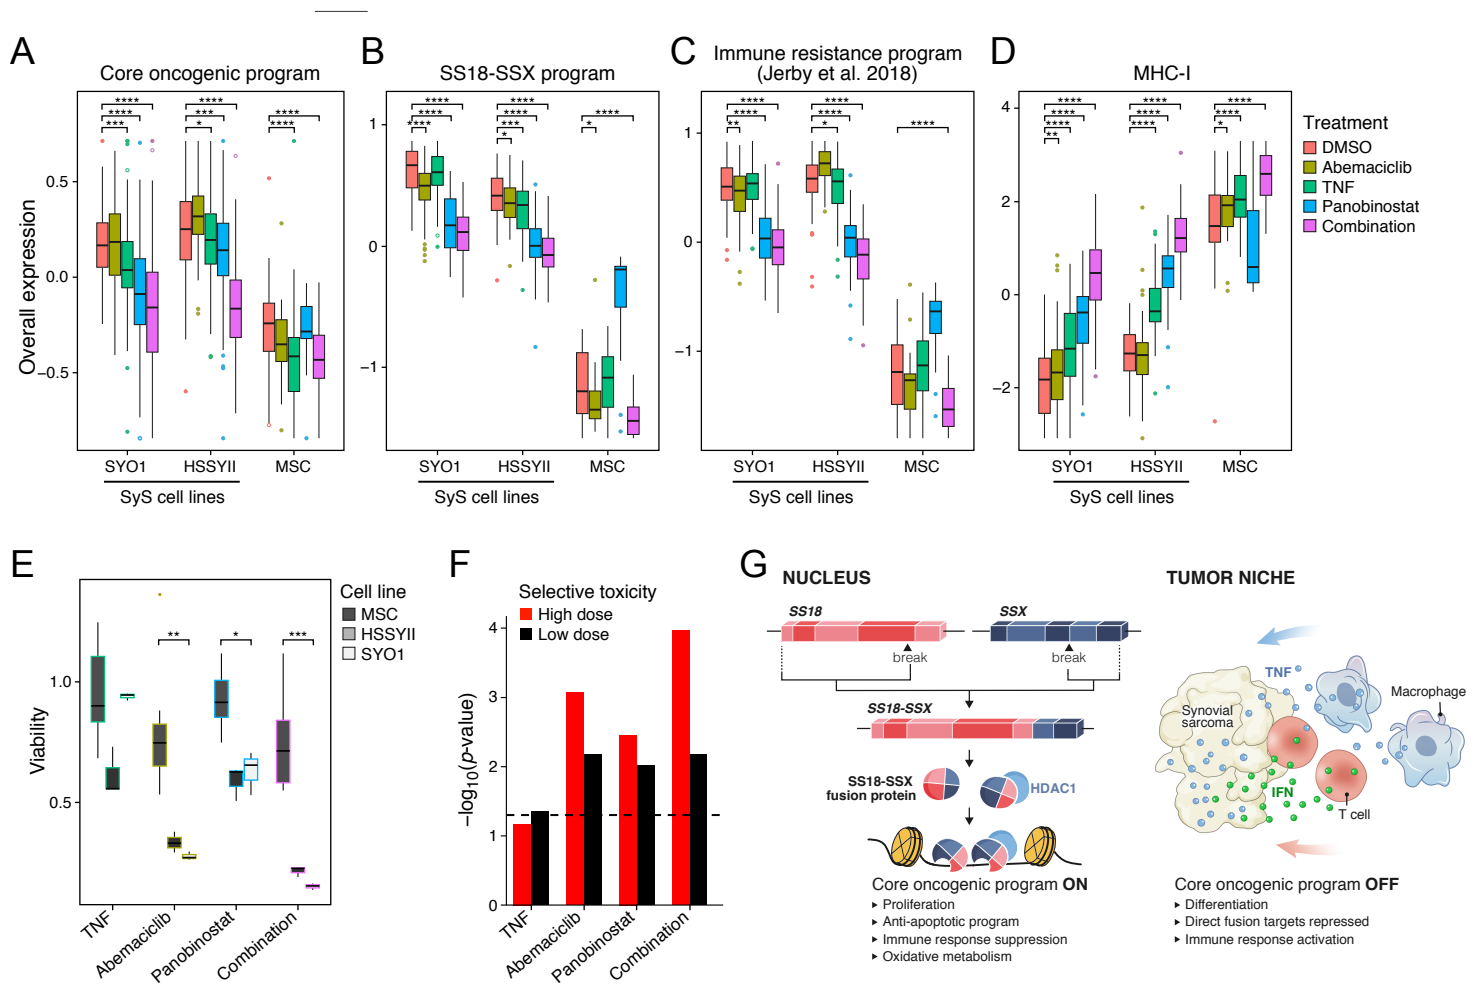 A
Core oncogenic program
B
SS18-SSX program
C
Immune resistance program
(Jerby et al. 2018)
D
MHC-I
Overall expression
0.5
0.0
−0.5
**** **** *** **** *** * **** ****
SYO1 HSSYII MSC
SyS cell lines
1
0
−1
**** **** **** **** **** *** * **** *
SYO1 HSSYII MSC
SyS cell lines
1
0
−1
**** **** ** **** **** * ****
SYO1 HSSYII MSC
SyS cell lines
4
2
0
−2
**** **** **** ** **** **** **** **** **** *
SYO1 HSSYII MSC
SyS cell lines
Treatment
DMSO
Abemaciclib
TNF
Panobinostat
Combination
E
Viability
1.0
0.5
** * ***
TNF
Abemaciclib
Panobinostat
Combination
Cell line
MSC
HSSYII
SYO1
F
Selective toxicity
High dose
Low dose
−log10(p-value)
4
3
2
1
0
TNF
Abemaciclib
Panobinostat
Combination
G
NUCLEUS
SS18
SSX
break
break
SS18-SSX
SS18-SSX
fusion protein
HDAC1
Core oncogenic program ON
▸ Proliferation
▸ Anti-apoptotic program
▸ Immune response suppression
▸ Oxidative metabolism
TUMOR NICHE
TNF
Macrophage
Synovial
sarcoma
IFN
T cell
Core oncogenic program OFF
▸ Differentiation
▸ Direct fusion targets repressed
▸ Immune response activation